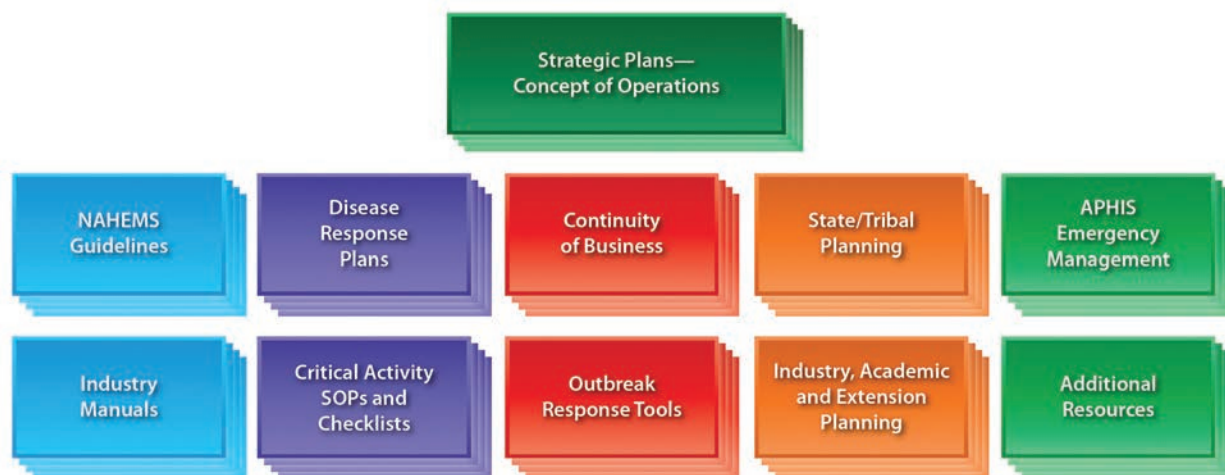 Strategic Plans—
Concept of Operations
NAHEMS
Guidelines
Disease
Response
Plans
Continuity
of Business
State/Tribal
Planning
APHIS
Emergency
Management
Industry
Manuals
Critical Activity
SOPs and
Checklists
Outbreak
Response Tools
Industry, Academic
and Extension
Planning
Additional
Resources